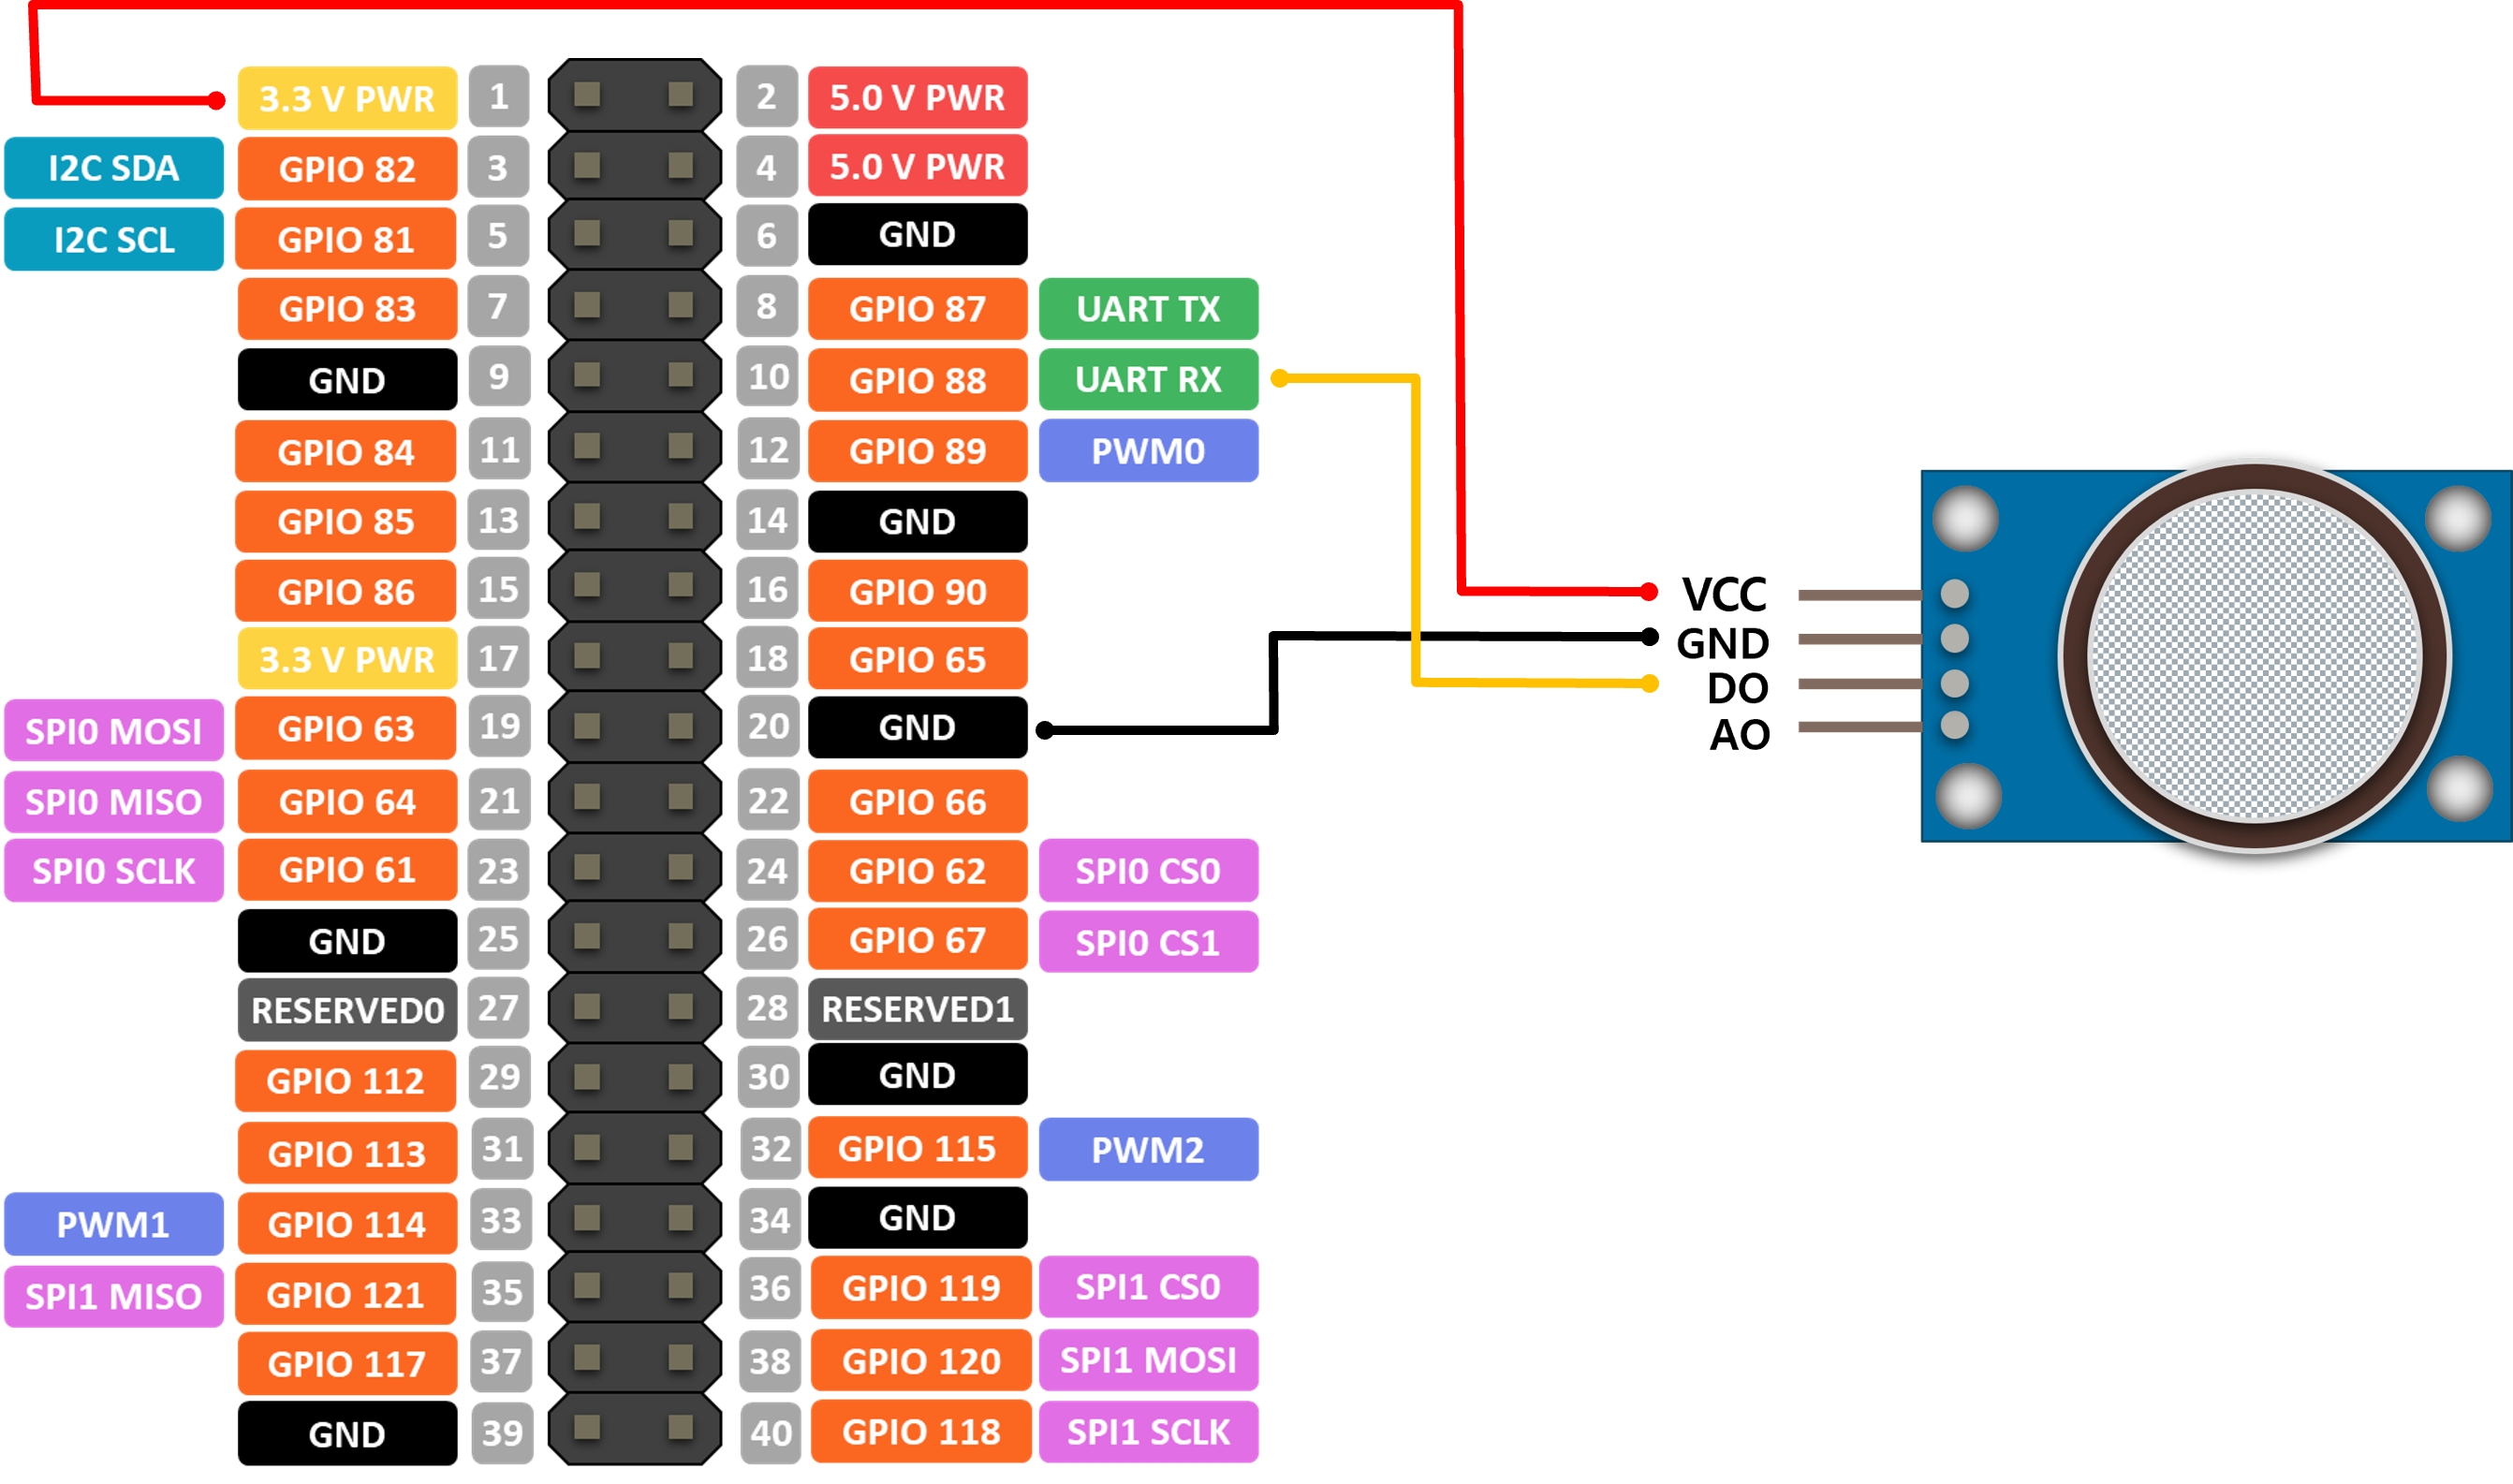 3.3 V PWR 1 2 5.0 V PWR
I2C SDA GPIO 82 3 4 5.0 V PWR
I2C SCL GPIO 81 5 6 GND
GPIO 83 7 8 GPIO 87 UART TX
GND 9 10 GPIO 88 UART RX
GPIO 84 11 12 GPIO 89 PWM0
GPIO 85 13 14 GND
GPIO 86 15 16 GPIO 90
3.3 V PWR 17 18 GPIO 65
SPI0 MOSI GPIO 63 19 20 GND
SPI0 MISO GPIO 64 21 22 GPIO 66
SPI0 SCLK GPIO 61 23 24 GPIO 62 SPI0 CS0
GND 25 26 GPIO 67 SPI0 CS1
RESERVED0 27 28 RESERVED1
GPIO 112 29 30 GND
GPIO 113 31 32 GPIO 115 PWM2
PWM1 GPIO 114 33 34 GND
SPI1 MISO GPIO 121 35 36 GPIO 119 SPI1 CS0
GPIO 117 37 38 GPIO 120 SPI1 MOSI
GND 39 40 GPIO 118 SPI1 SCLK
VCC
GND
DO
AO